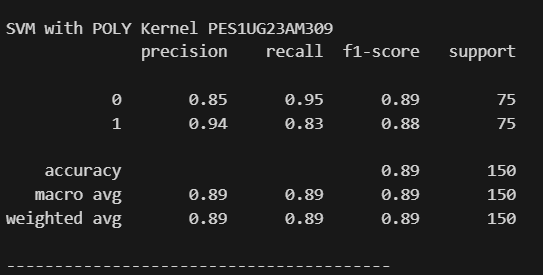 SVM with POLY Kernel PES1UG23AM309
precision recall f1-score support
0 0.85 0.95 0.89 75
1 0.94 0.83 0.88 75
accuracy 0.89 150
macro avg 0.89 0.89 0.89 150
weighted avg 0.89 0.89 0.89 150
----------------------------------------